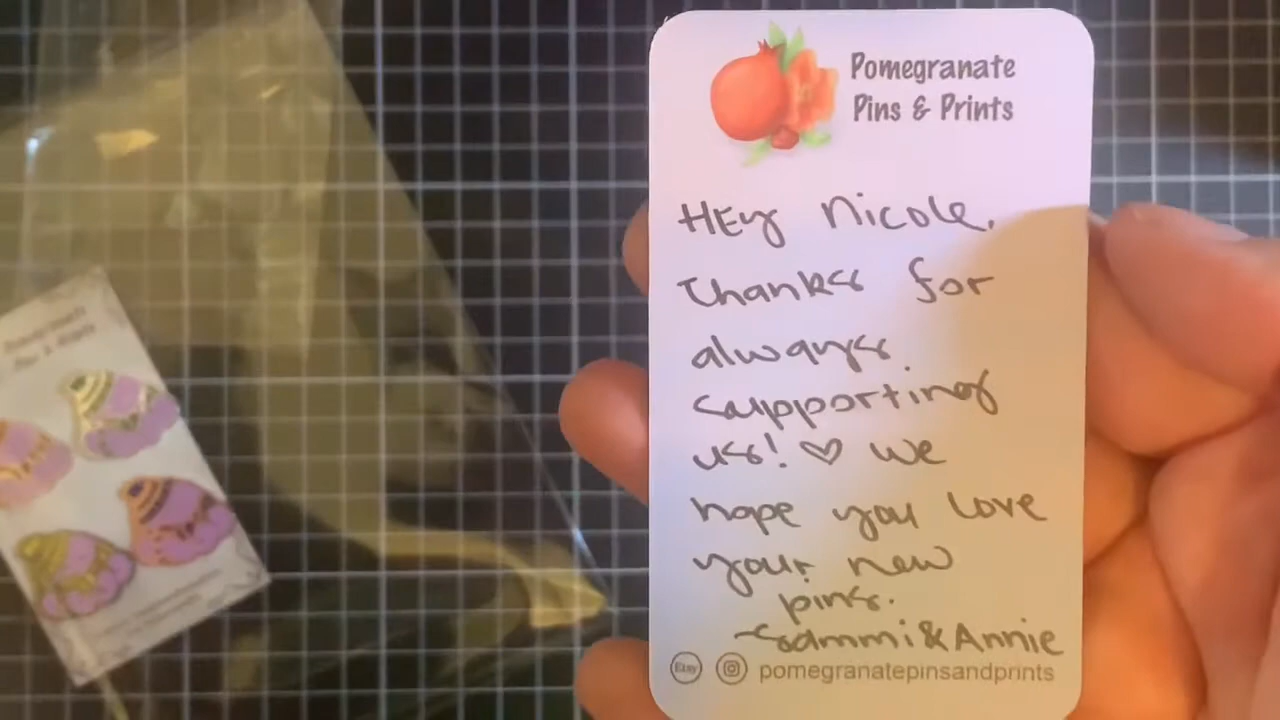 Pomegranate
Pins & Prints
HEy Nicole,
Thanks for
always
supporting
us! ♡ we
hope you love
your new
pins.
~Sammi & Annie
Etsy pomegranatepinsandprints